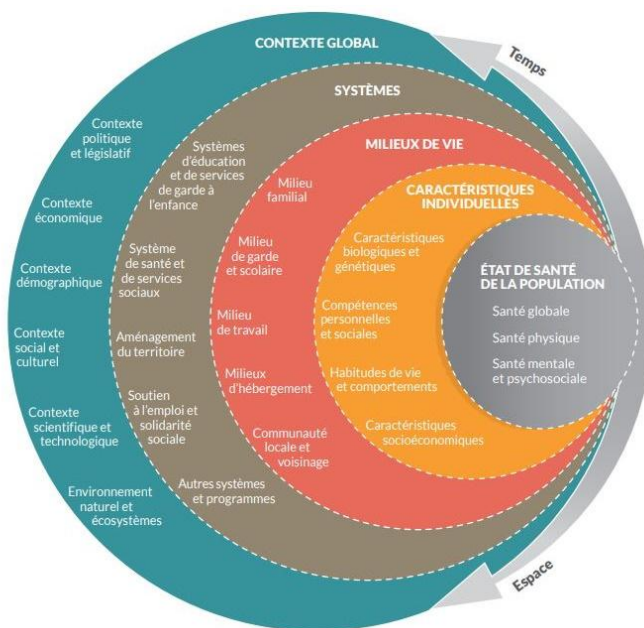 CONTEXTE GLOBAL
Contexte
politique
et législatif
Contexte
économique
Contexte
démographique
Contexte
social et
culturel
Contexte
scientifique et
technologique
Environnement
naturel et
écosystèmes
SYSTÈMES
Systèmes
d'éducation
et de services
de garde à
l'enfance
Système
de santé et
de services
sociaux
Aménagement
du territoire
Soutien
à l'emploi et
solidarité
sociale
Autres systèmes
et programmes
MILIEUX DE VIE
Milieu
familial
Milieu
de garde
et scolaire
Milieu
de travail
Milieux
d'hébergement
Communauté
locale et
voisinage
CARACTÉRISTIQUES
INDIVIDUELLES
Caractéristiques
biologiques et
génétiques
Compétences
personnelles
et sociales
Habitudes de vie
et comportements
Caractéristiques
socioéconomiques
ÉTAT DE SANTÉ
DE LA POPULATION
Santé globale
Santé physique
Santé mentale
et psychosociale
Temps
Espace